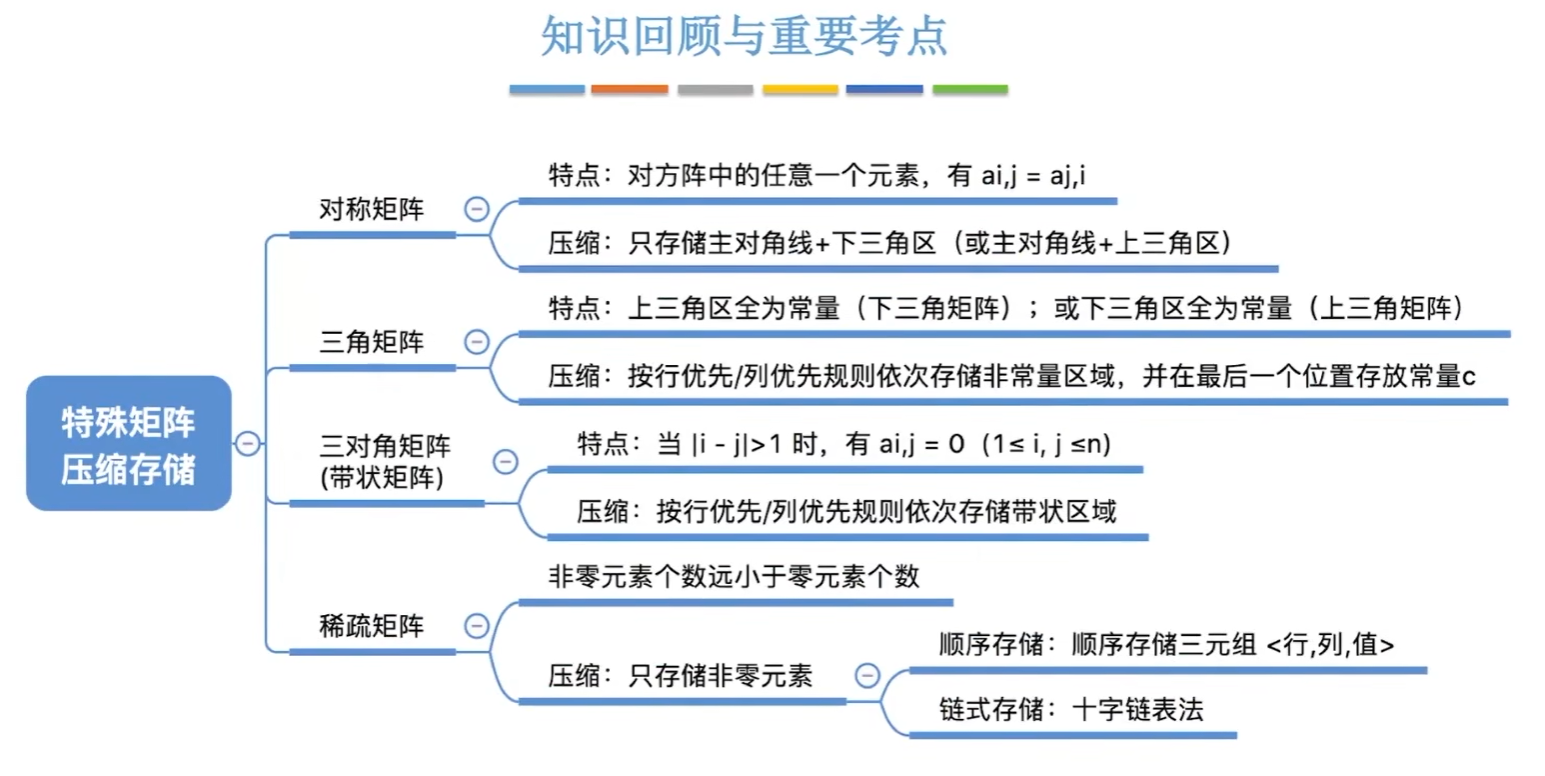 知识回顾与重要考点
特殊矩阵
压缩存储
对称矩阵
特点：对方阵中的任意一个元素，有 ai,j = aj,i
压缩：只存储主对角线+下三角区（或主对角线+上三角区）
三角矩阵
特点：上三角区全为常量（下三角矩阵）；或下三角区全为常量（上三角矩阵）
压缩：按行优先/列优先规则依次存储非常量区域，并在最后一个位置存放常量c
三对角矩阵
(带状矩阵)
特点：当 |i - j|>1 时，有 ai,j = 0 (1≤ i, j ≤n)
压缩：按行优先/列优先规则依次存储带状区域
稀疏矩阵
非零元素个数远小于零元素个数
压缩：只存储非零元素
顺序存储：顺序存储三元组 <行,列,值>
链式存储：十字链表法